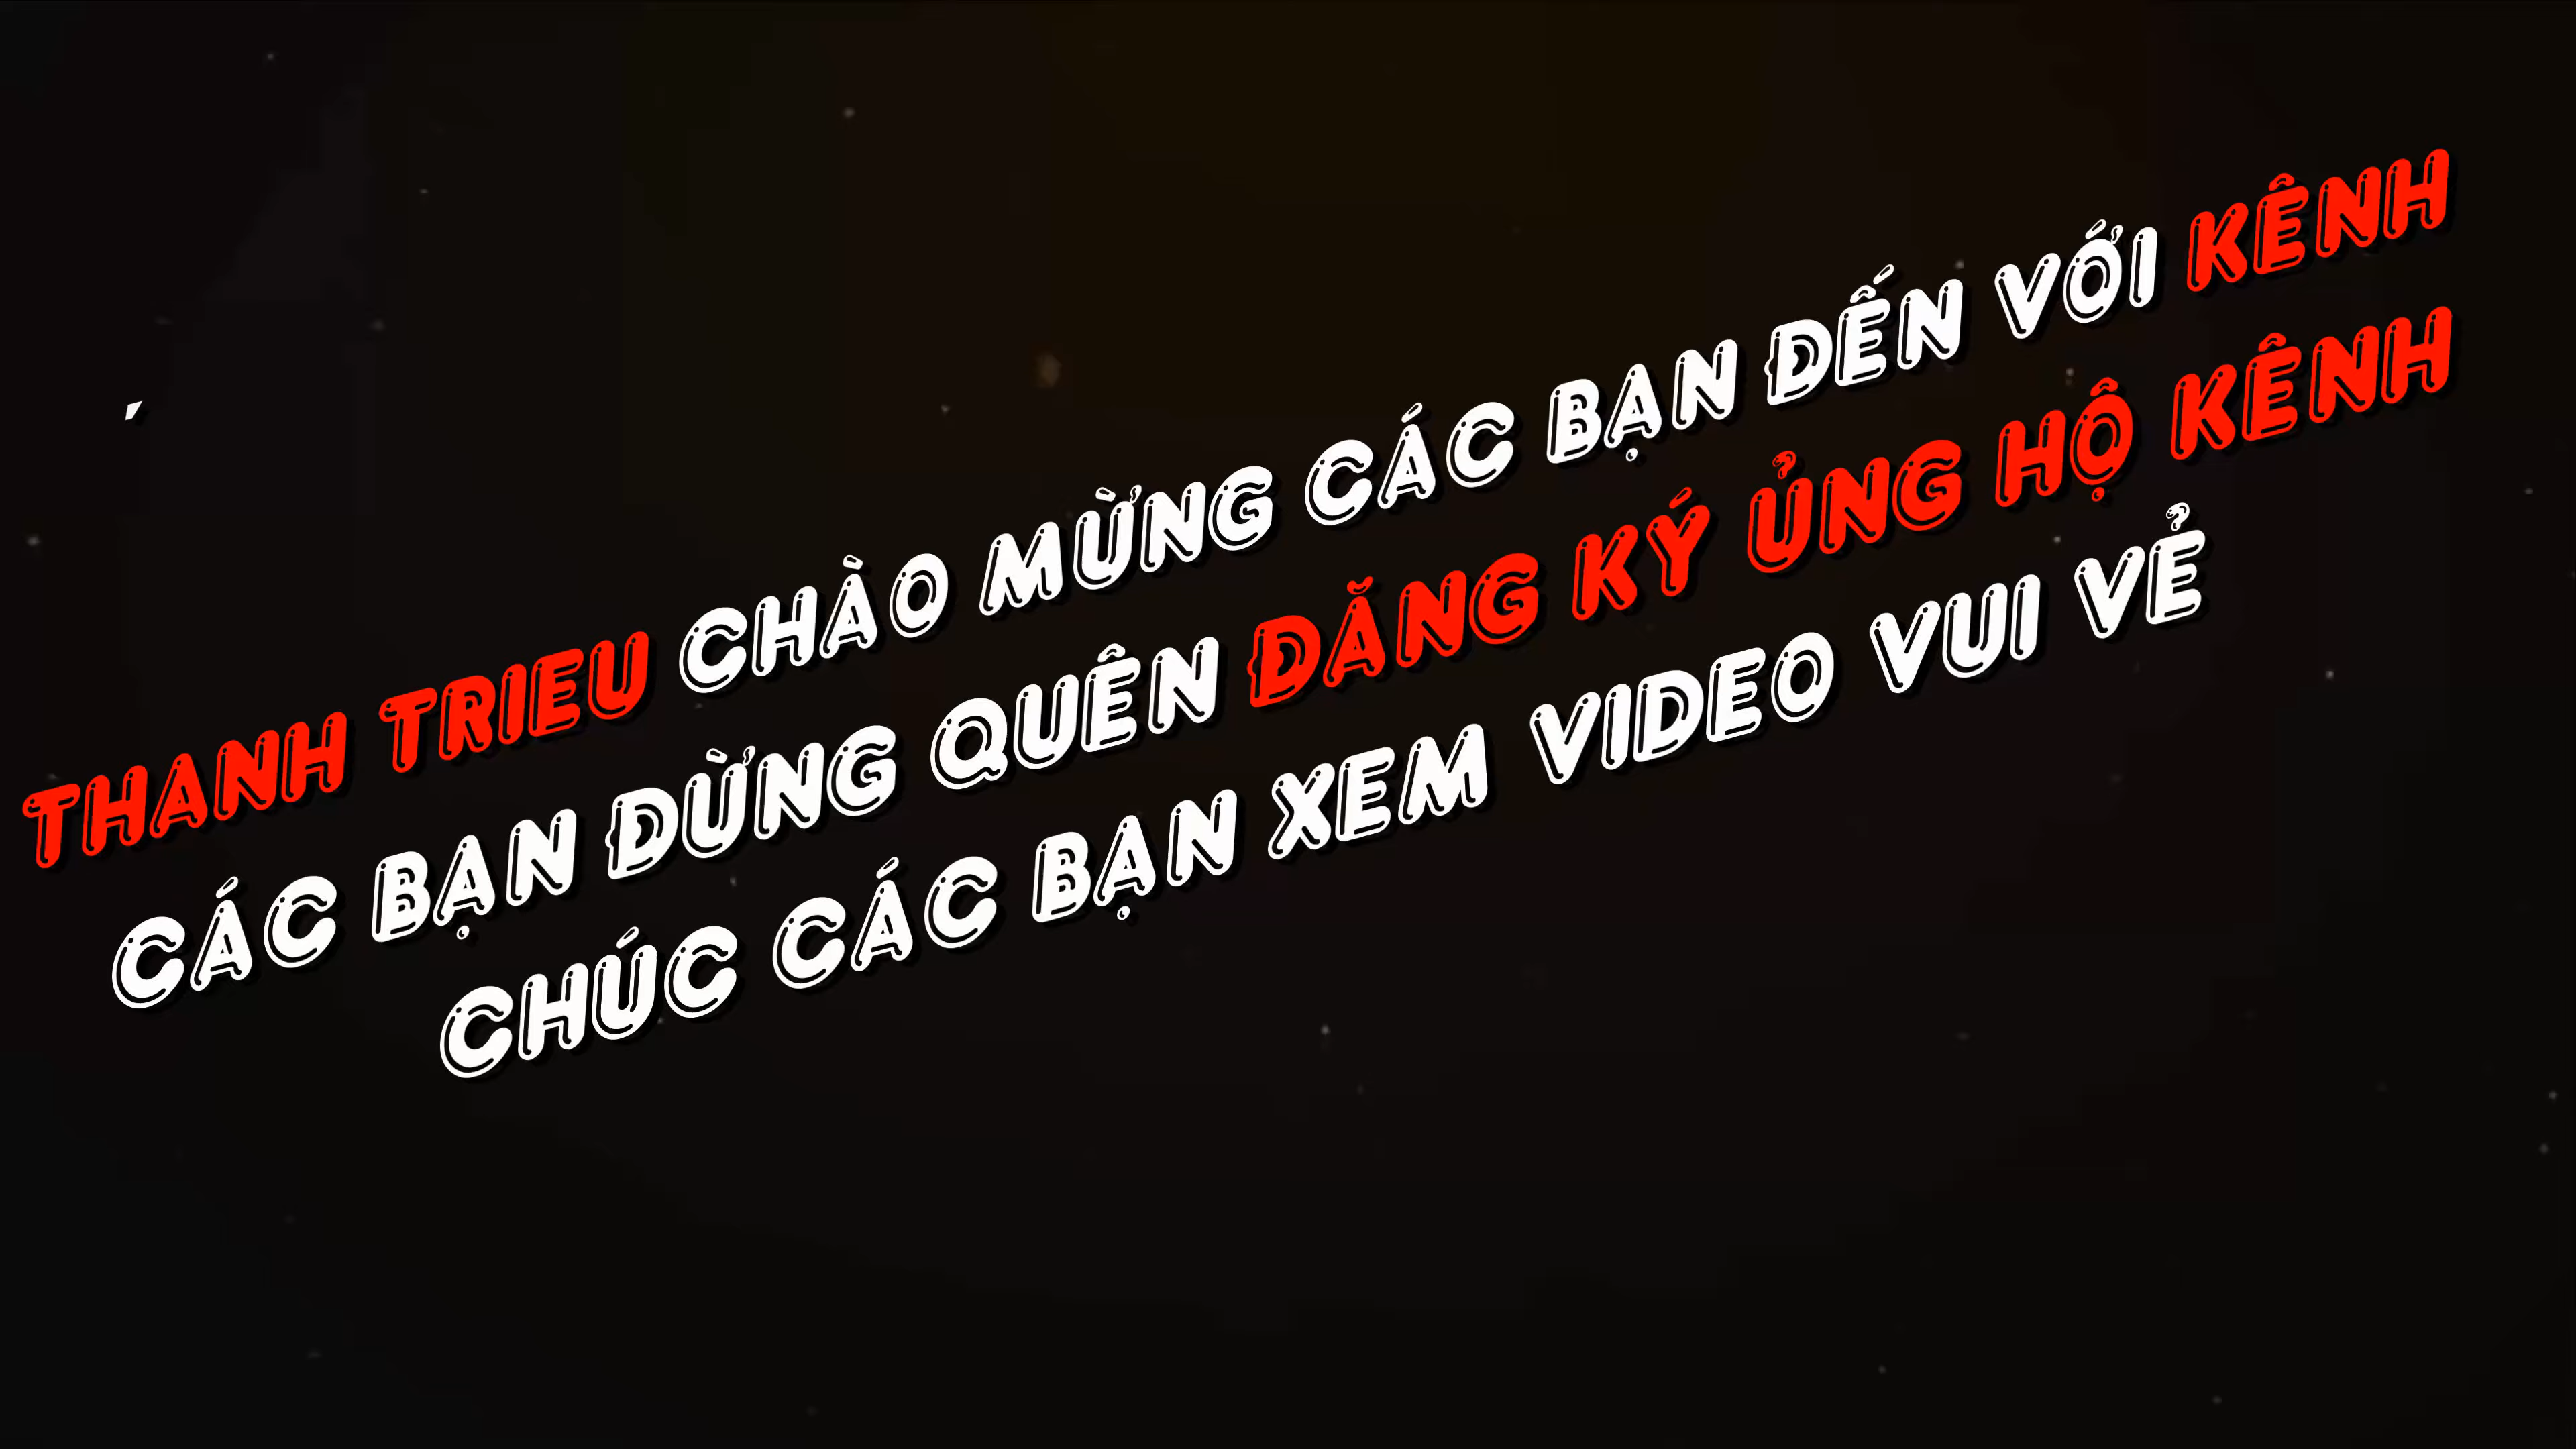 THANH TRIEU CHÀO MỪNG CÁC BẠN ĐẾN VỚI KÊNH
CÁC BẠN ĐỪNG QUÊN ĐĂNG KÝ ỦNG HỘ KÊNH
CHÚC CÁC BẠN XEM VIDEO VUI VẺ